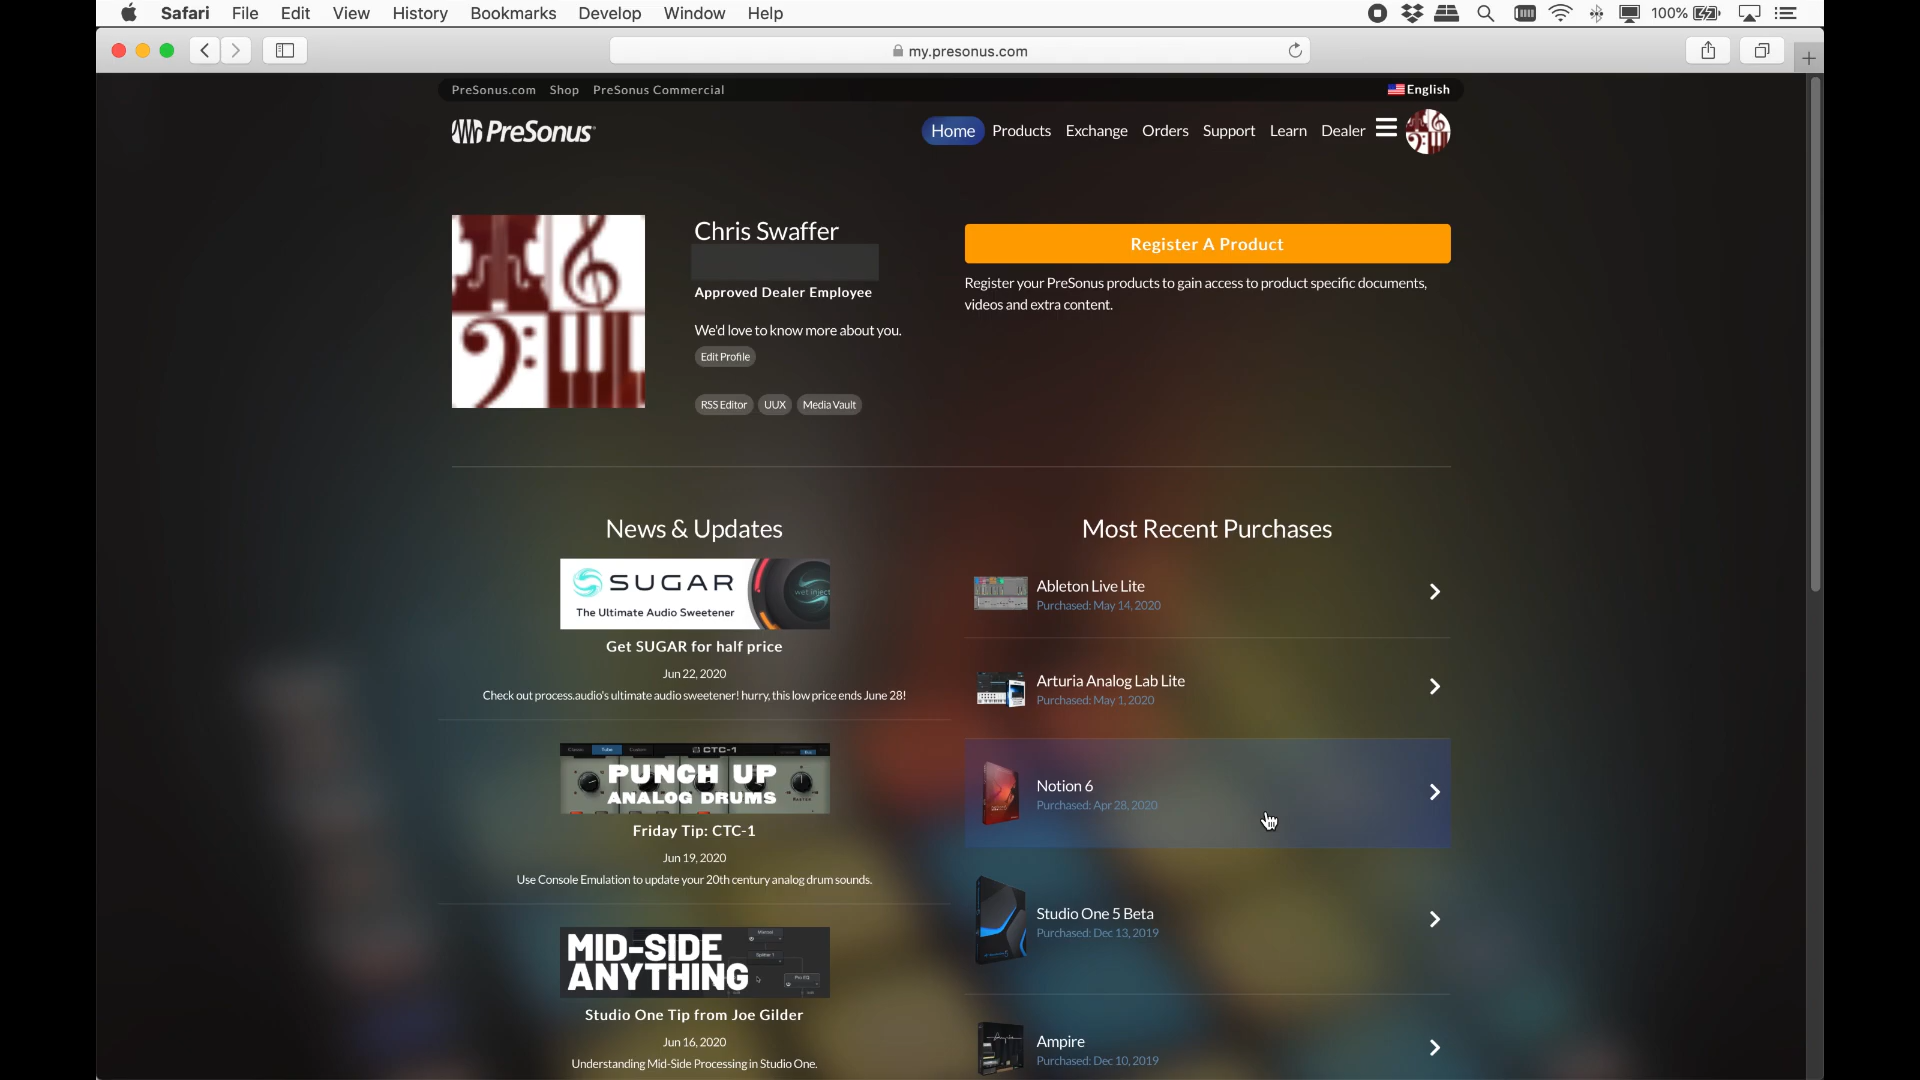 Safari File Edit View History Bookmarks Develop Window Help 100%
my.presonus.com
PreSonus.com Shop PreSonus Commercial English
PreSonus Home Products Exchange Orders Support Learn Dealer
Chris Swaffer
Approved Dealer Employee
We'd love to know more about you.
Edit Profile
RSS Editor UUX Media Vault
Register A Product
Register your PreSonus products to gain access to product specific documents,
videos and extra content.
News & Updates
SUGAR
The Ultimate Audio Sweetener
wet inject
Get SUGAR for half price
Jun 22, 2020
Check out process.audio's ultimate audio sweetener! hurry, this low price ends June 28!
CTC-1
PUNCH UP
ANALOG DRUMS
Friday Tip: CTC-1
Jun 19, 2020
Use Console Emulation to update your 20th century analog drum sounds.
MID-SIDE
ANYTHING
Studio One Tip from Joe Gilder
Jun 16, 2020
Understanding Mid-Side Processing in Studio One.
Most Recent Purchases
Ableton Live Lite
Purchased: May 14, 2020
Arturia Analog Lab Lite
Purchased: May 1, 2020
Notion 6
Purchased: Apr 28, 2020
Studio One 5 Beta
Purchased: Dec 13, 2019
Ampire
Purchased: Dec 10, 2019